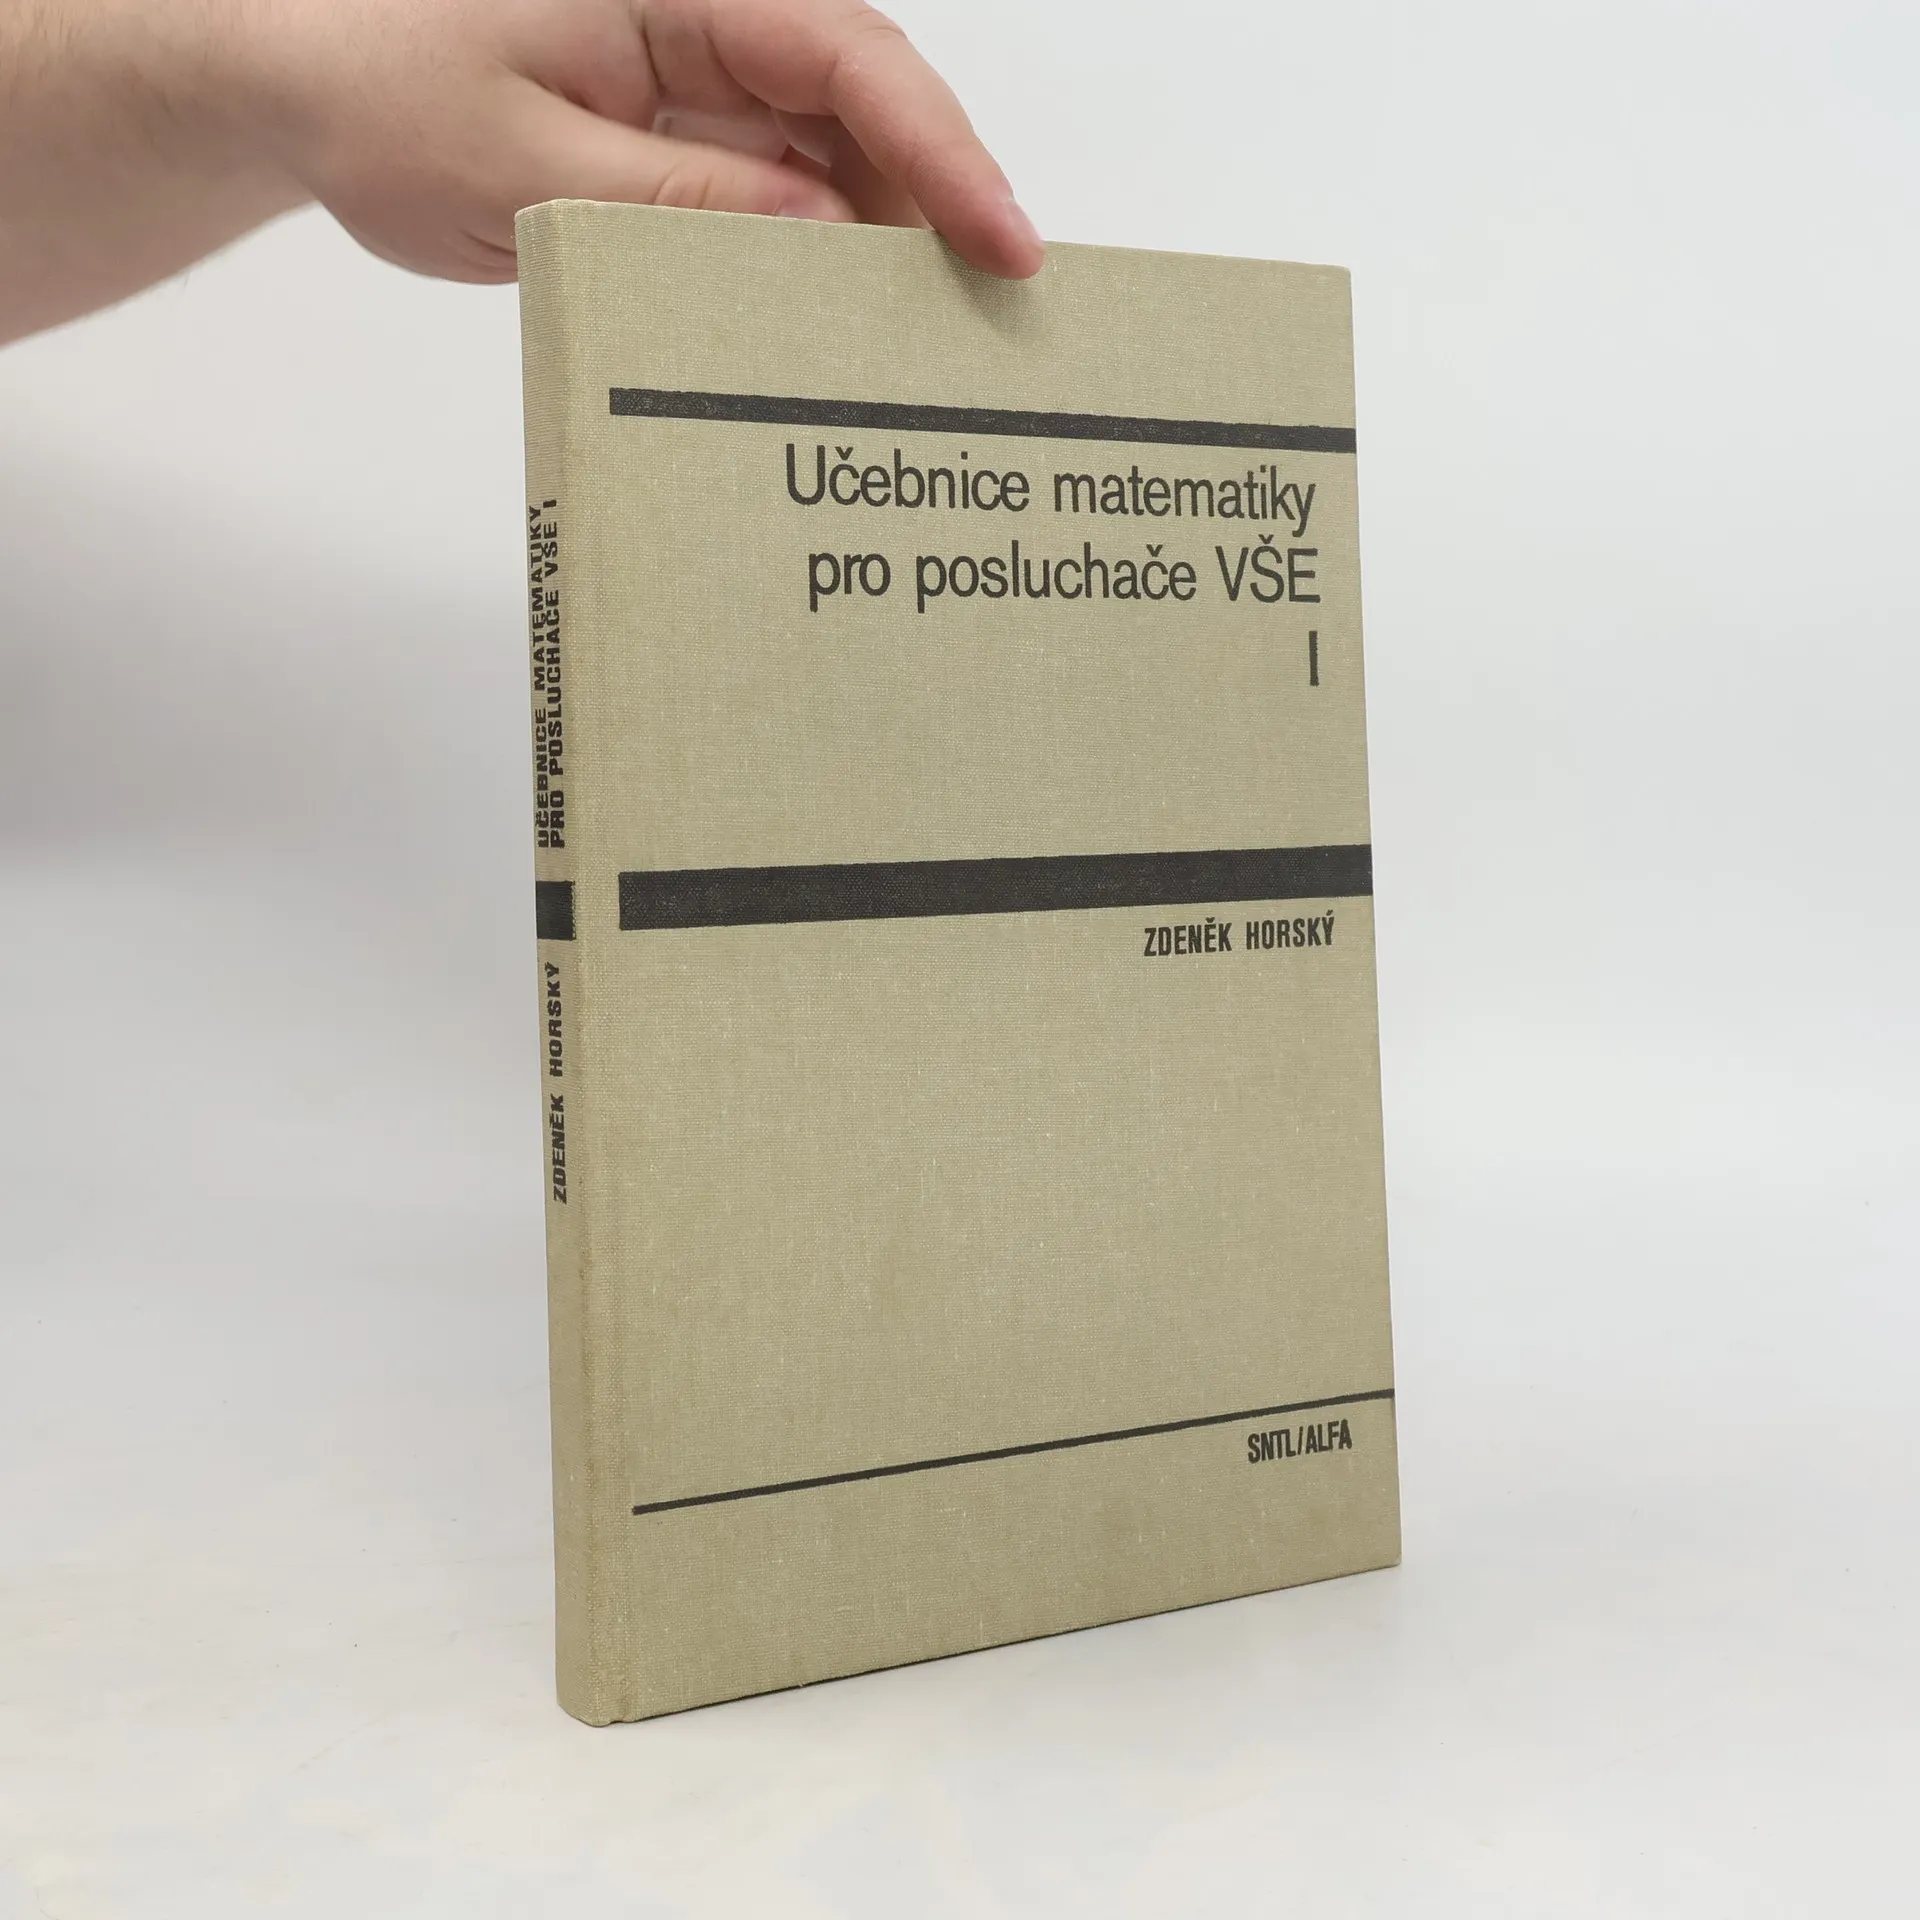 Učebnice matematiky
pro posluchače VŠE
I
ZDENĚK HORSKÝ
SNTL/ALFA
UČEBNICE MATEMATIKY
PRO POSLUCHAČE VŠE I
ZDENĚK HORSKÝ